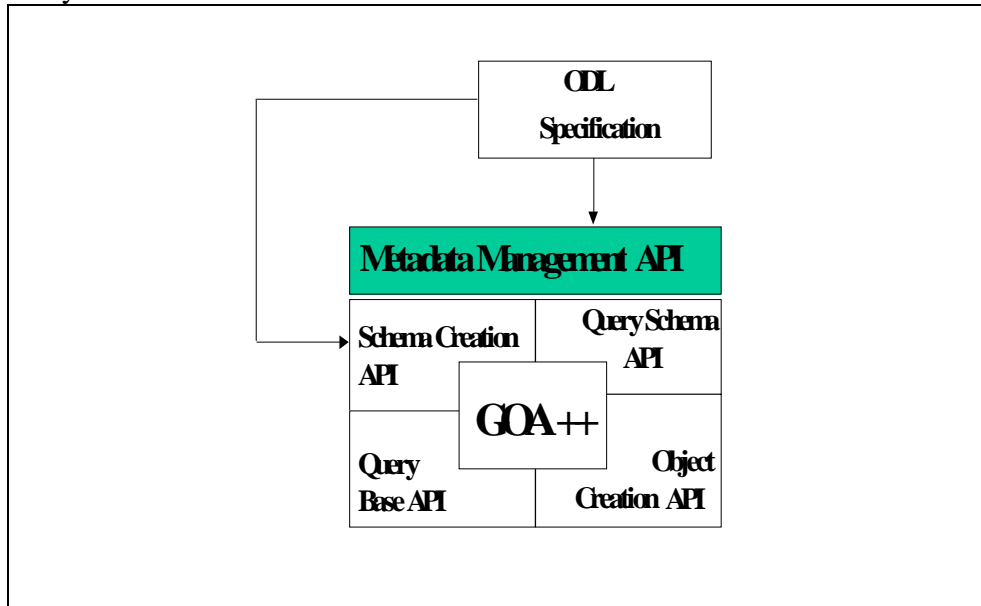 ODL
Specification
Metadata Management API
Schema Creation
API
Query Schema
API
GOA++
Query
Base API
Object
Creation API